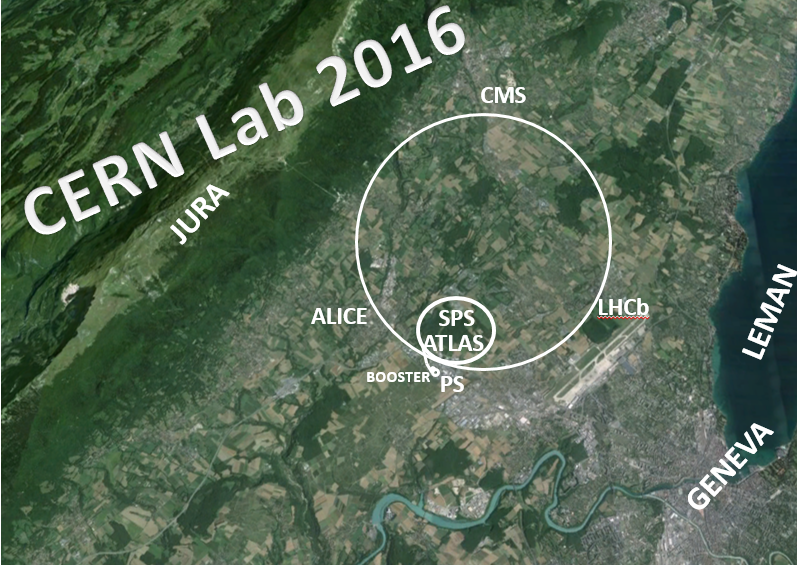 CERN Lab 2016
CMS
JURA
LEMAN
ALICE
SPS
LHCb
ATLAS
BOOSTER
PS
GENEVA